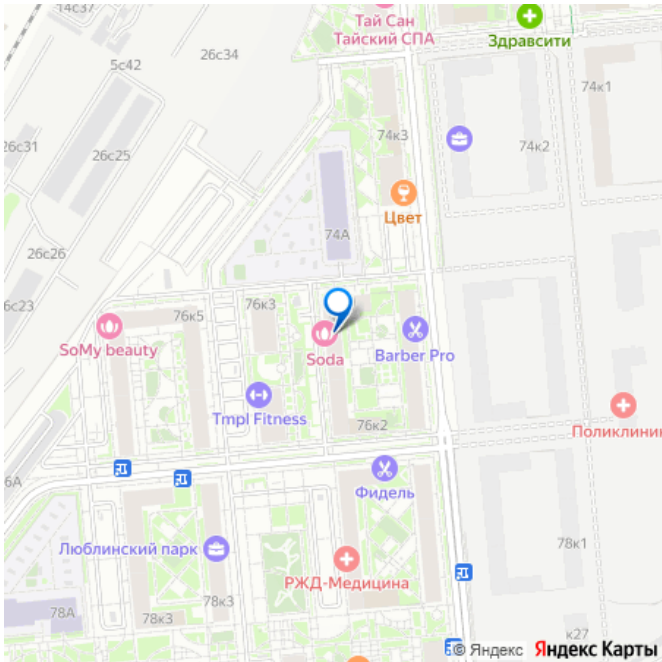 14с37
Тай Сан
Тайский СПА
Здравсити
5с42
26с34
74к1
74к3
74к2
26с31
26с25
Цвет
74А
26с26
76к3
6с23
76к5
SoMy beauty
Soda
Barber Pro
Tmpl Fitness
76к2
Поликлиник
6А
Фидель
Люблинский парк
78к1
РЖД-Медицина
78А
78к3
78к3
к27
© Яндекс Яндекс Карты